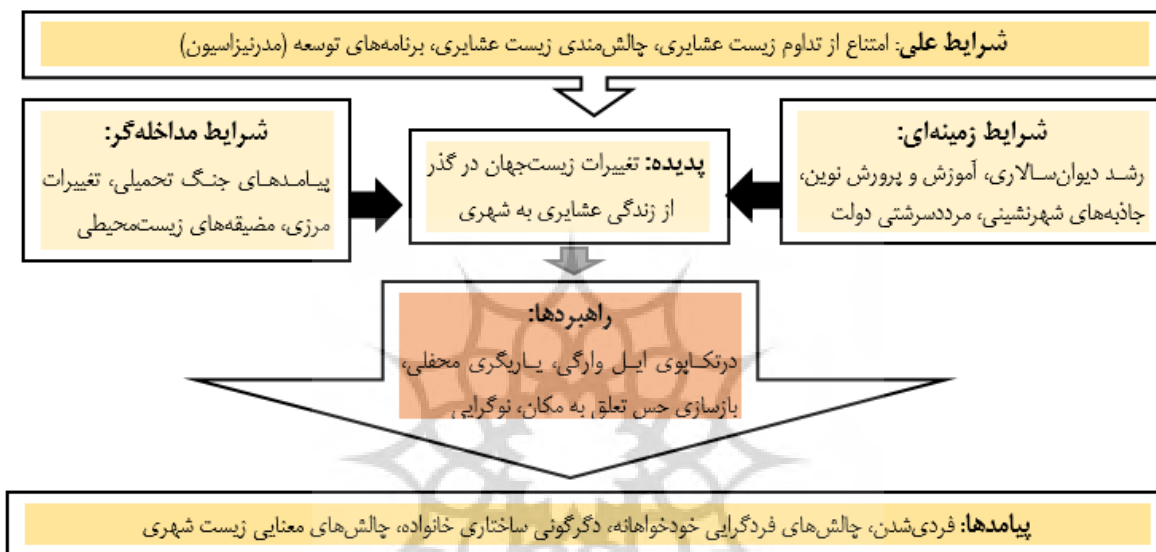 شرایط علی: امتناع از تداوم زیست عشایری، چالش‌مندی زیست عشایری، برنامه‌های توسعه (مدرنیزاسیون)
شرایط زمینه‌ای:
رشد دیوان‌سالاری، آموزش و پرورش نوین،
جاذبه‌های شهرنشینی، مرددسرشتی دولت
پدیده: تغییرات زیست‌جهان در گذر
از زندگی عشایری به شهری
شرایط مداخله‌گر:
پیامدهای جنگ تحمیلی، تغییرات
مرزی، مضیقه‌های زیست‌محیطی
راهبردها:
درتکاپوی ایل وارگی، یاریگری محفلی،
بازسازی حس تعلق به مکان، نوگرایی
پیامدها: فردی‌شدن، چالش‌های فردگرایی خودخواهانه، دگرگونی ساختاری خانواده، چالش‌های معنایی زیست شهری